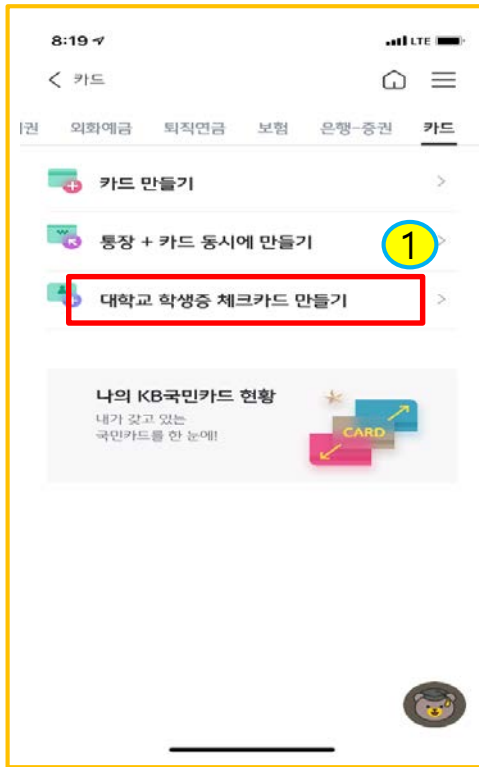 8:19
LTE
카드
외화예금 퇴직연금 보험 은행-증권 카드
카드 만들기
통장 + 카드 동시에 만들기
1
대학교 학생증 체크카드 만들기
나의 KB국민카드 현황
내가 갖고 있는
국민카드를 한 눈에!
CARD